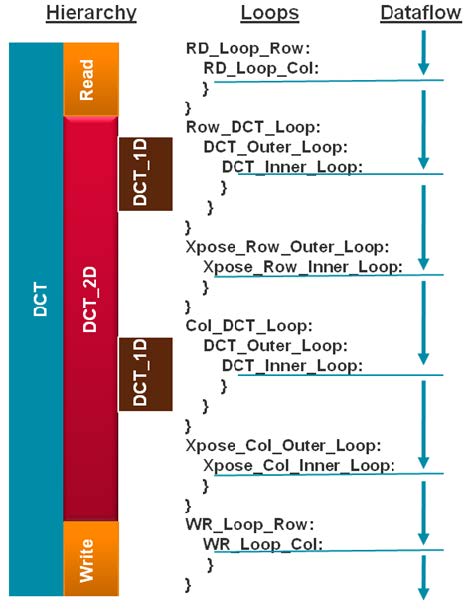 Hierarchy Loops Dataflow
DCT
Read
DCT_2D
DCT_1D
DCT_1D
Write
RD_Loop_Row:
RD_Loop_Col:
}
}
Row_DCT_Loop:
DCT_Outer_Loop:
DCT_Inner_Loop:
}
}
}
Xpose_Row_Outer_Loop:
Xpose_Row_Inner_Loop:
}
}
Col_DCT_Loop:
DCT_Outer_Loop:
DCT_Inner_Loop:
}
}
}
Xpose_Col_Outer_Loop:
Xpose_Col_Inner_Loop:
}
}
WR_Loop_Row:
WR_Loop_Col:
}
}